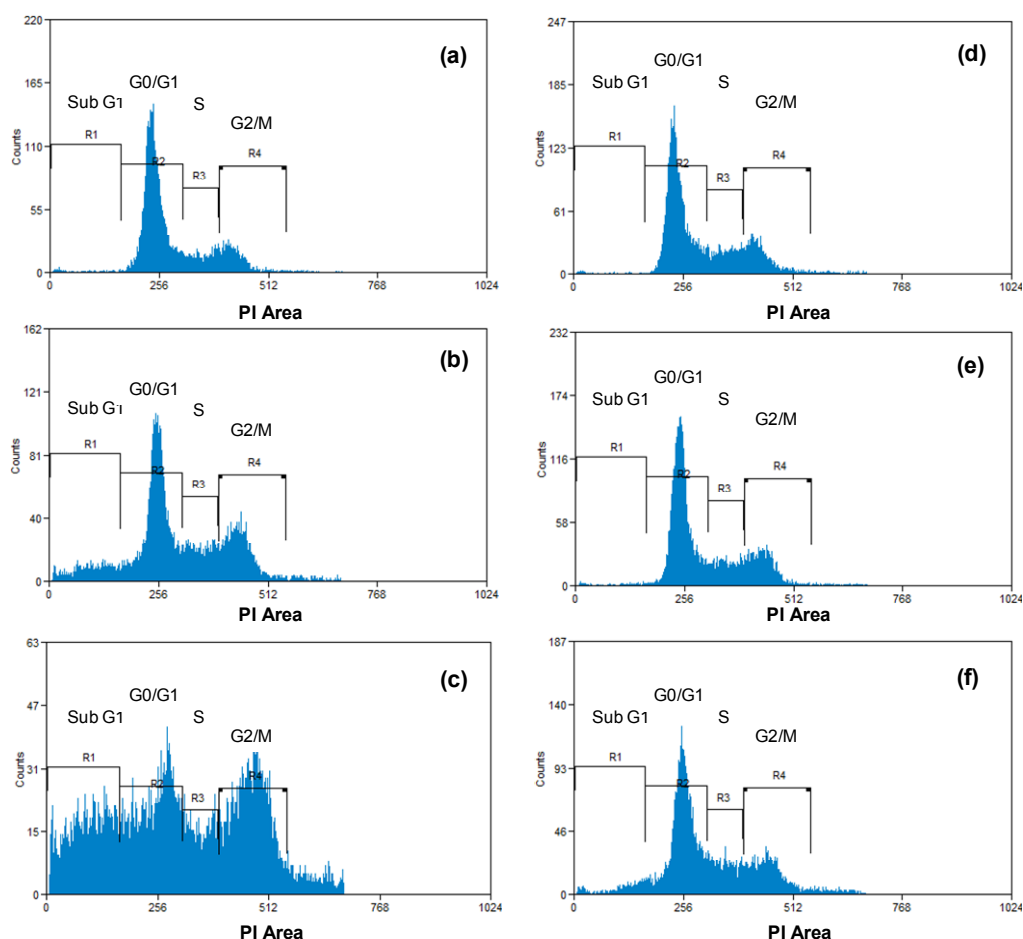 220
(a)
G0/G1
165
Sub G1
S
G2/M
R1
110
R2
R4
R3
Counts
55
0
0 256 512 768 1024
PI Area
247
(d)
G0/G1
185
Sub G1
S
G2/M
R1
123
R2
R4
R3
Counts
61
0
0 256 512 768 1024
PI Area
162
(b)
G0/G1
121
Sub G1
S
G2/M
R1
81
R2
R4
R3
Counts
40
0
0 256 512 768 1024
PI Area
232
(e)
G0/G1
174
Sub G1
S
G2/M
R1
116
R2
R4
R3
Counts
58
0
0 256 512 768 1024
PI Area
63
(c)
G0/G1
47
Sub G1
S
G2/M
R1
31
R2
R4
R3
Counts
15
0
0 256 512 768 1024
PI Area
187
(f)
G0/G1
140
Sub G1
S
G2/M
R1
93
R2
R4
R3
Counts
46
0
0 256 512 768 1024
PI Area